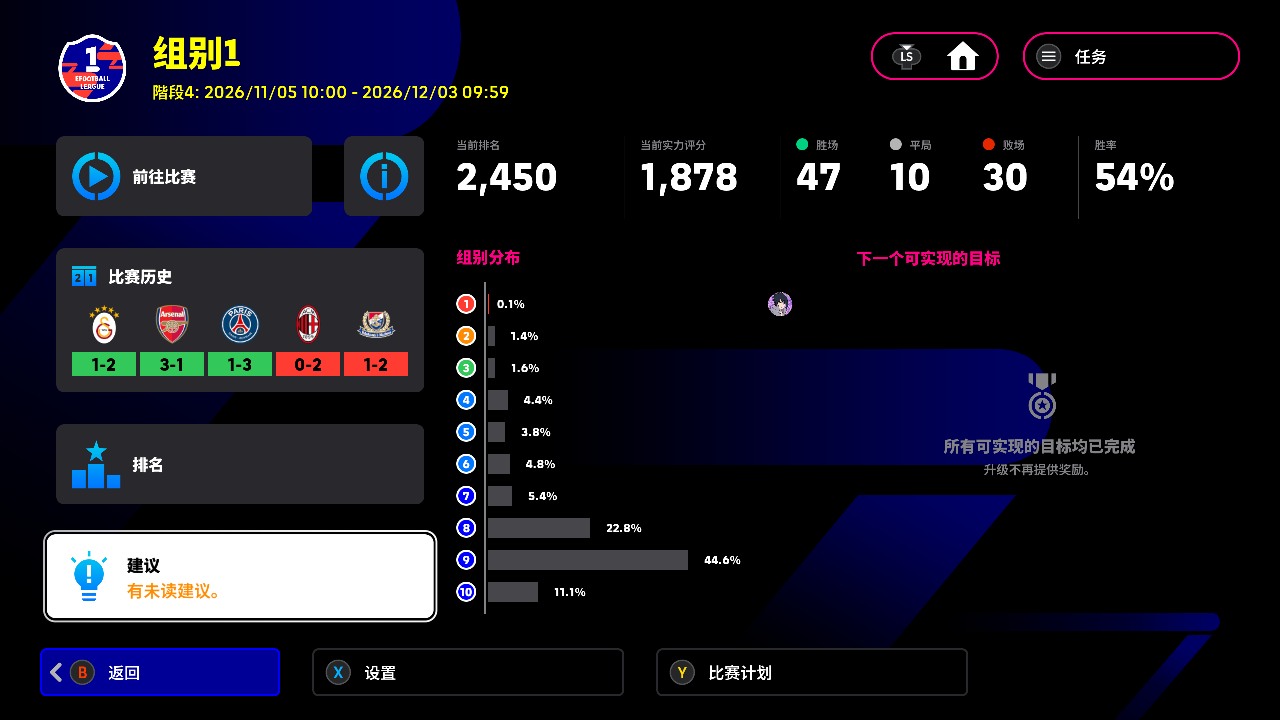 1
EFOOTBALL
LEAGUE
组别1
階段4: 2026/11/05 10:00 - 2026/12/03 09:59
LS
任务
前往比赛
当前排名
2,450
当前实力评分
1,878
胜场
47
平局
10
败场
30
胜率
54%
21 比赛历史
Arsenal
PARIS
1-2 3-1 1-3 0-2 1-2
排名
建议
有未读建议。
组别分布
1 0.1%
2 1.4%
3 1.6%
4 4.4%
5 3.8%
6 4.8%
7 5.4%
8 22.8%
9 44.6%
10 11.1%
下一个可实现的目标
所有可实现的目标均已完成
升级不再提供奖励。
B 返回
X 设置
Y 比赛计划